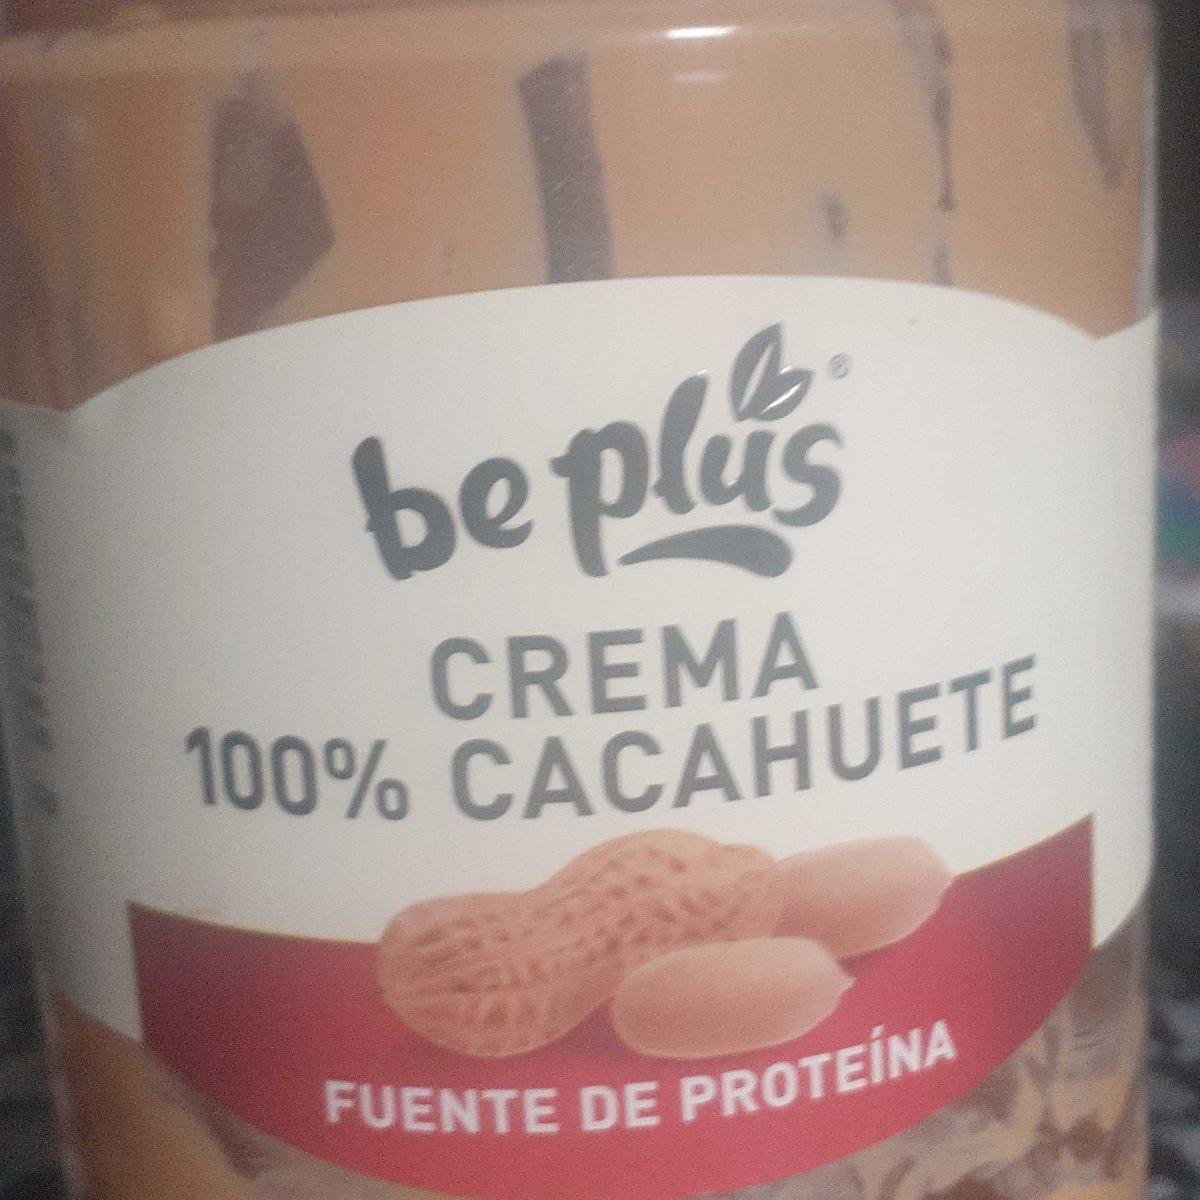 be plus®
CREMA
100% CACAHUETE
FUENTE DE PROTEÍNA